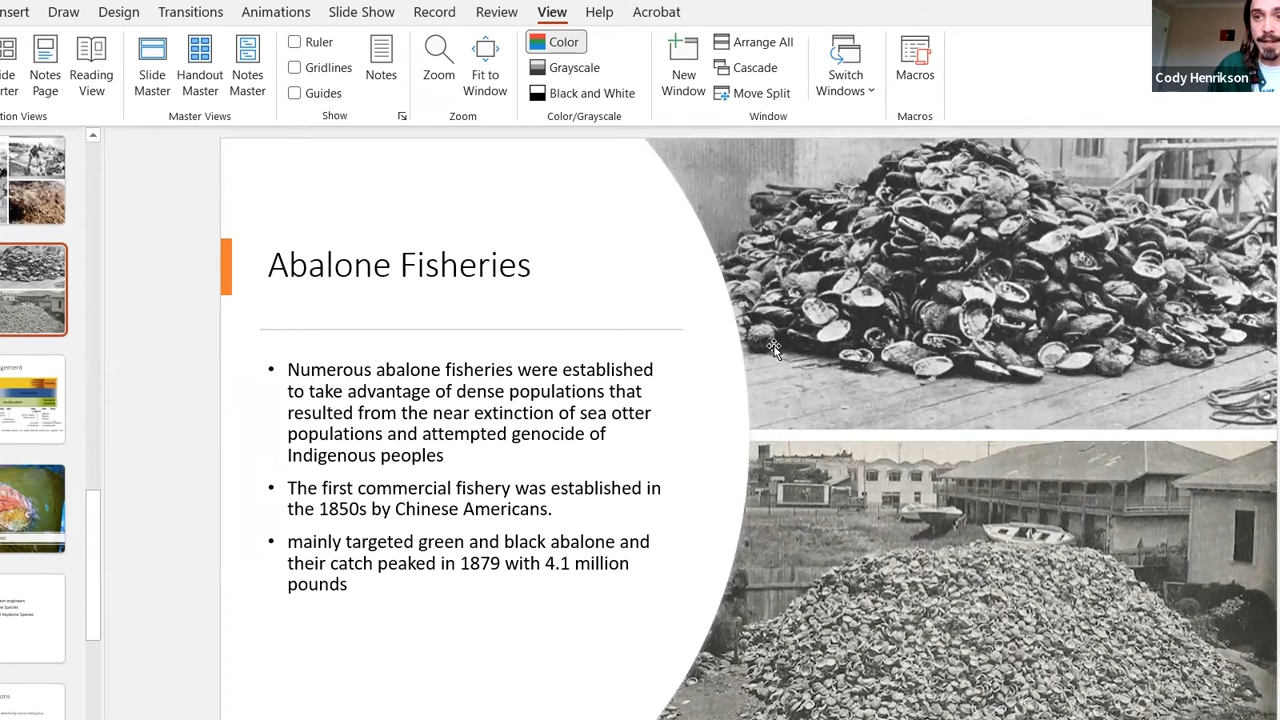 nsert Draw Design Transitions Animations Slide Show Record Review View Help Acrobat
Notes Page
Reading View
Slide Master
Handout Master
Notes Master
Ruler
Gridlines
Guides
Notes
Zoom
Fit to Window
Color
Grayscale
Black and White
New Window
Arrange All
Cascade
Move Split
Switch Windows
Macros
Master Views
Show
Zoom
Color/Grayscale
Window
Macros
Cody Henrikson
Abalone Fisheries
• Numerous abalone fisheries were established
to take advantage of dense populations that
resulted from the near extinction of sea otter
populations and attempted genocide of
Indigenous peoples
• The first commercial fishery was established in
the 1850s by Chinese Americans.
• mainly targeted green and black abalone and
their catch peaked in 1879 with 4.1 million
pounds